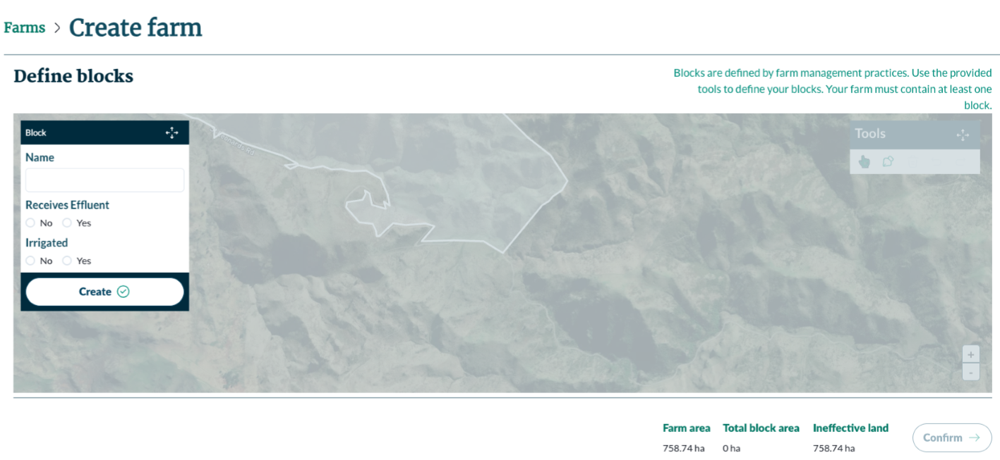 Farms > Create farm
Define blocks
Blocks are defined by farm management practices. Use the provided
tools to define your blocks. Your farm must contain at least one
block.
Block
Name
Receives Effluent
No Yes
Irrigated
No Yes
Create
Rd
Tools
+
-
Farm area Total block area Ineffective land
758.74 ha 0 ha 758.74 ha
Confirm →